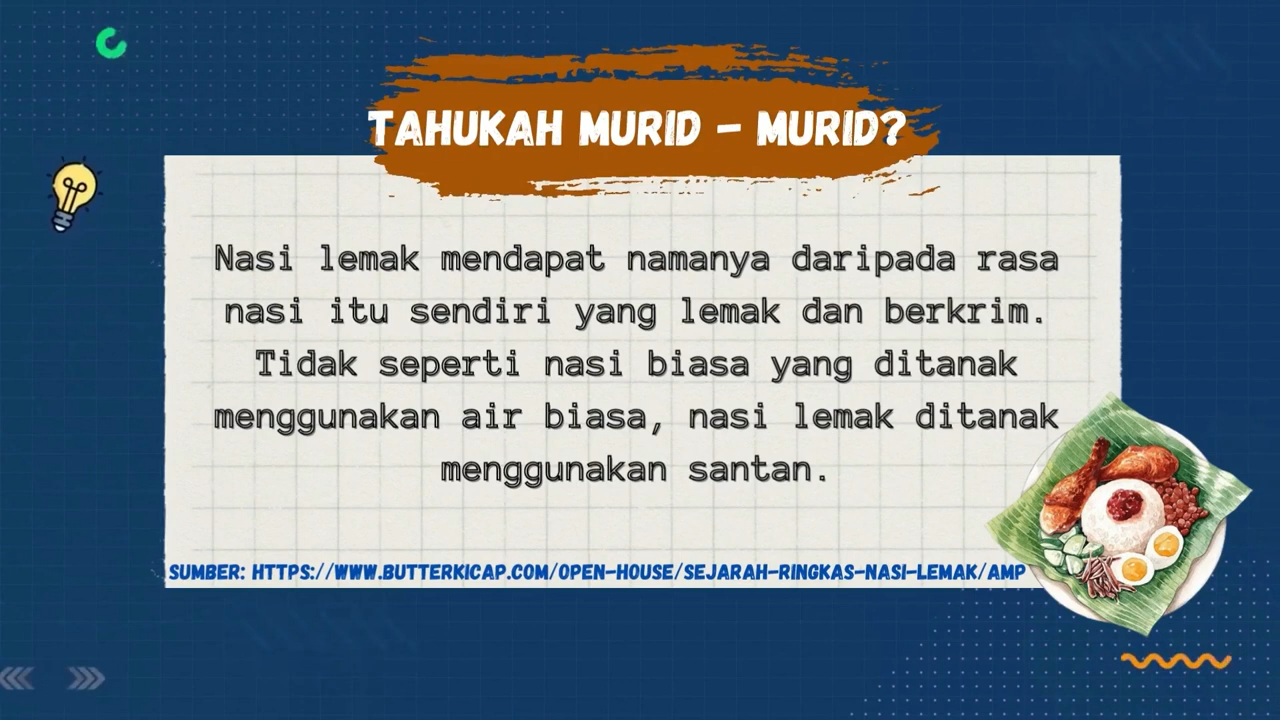 TAHUKAH MURID - MURID?
Nasi lemak mendapat namanya daripada rasa
nasi itu sendiri yang lemak dan berkrim.
Tidak seperti nasi biasa yang ditanak
menggunakan air biasa, nasi lemak ditanak
menggunakan santan.
SUMBER: HTTPS://WWW.BUTTERKICAP.COM/OPEN-HOUSE/SEJARAH-RINGKAS-NASI-LEMAK/AMP